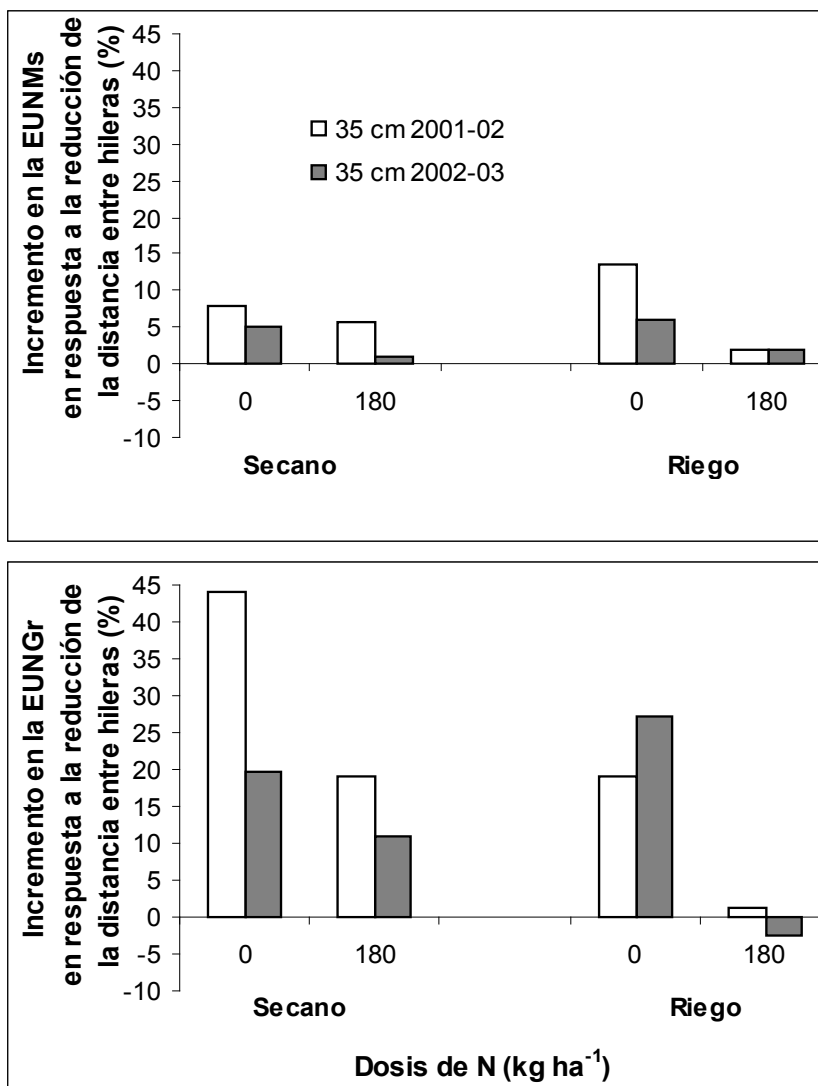 Incremento en la EUNMs
en respuesta a la reducción de
la distancia entre hileras (%)
45
40
35
30
25
20
15
10
5
0
-5
-10
35 cm 2001-02
35 cm 2002-03
0 180 0 180
Secano Riego
Incremento en la EUNGr
en respuesta a la reducción de
la distancia entre hileras (%)
45
40
35
30
25
20
15
10
5
0
-5
-10
0 180 0 180
Secano Riego
Dosis de N (kg ha⁻¹)